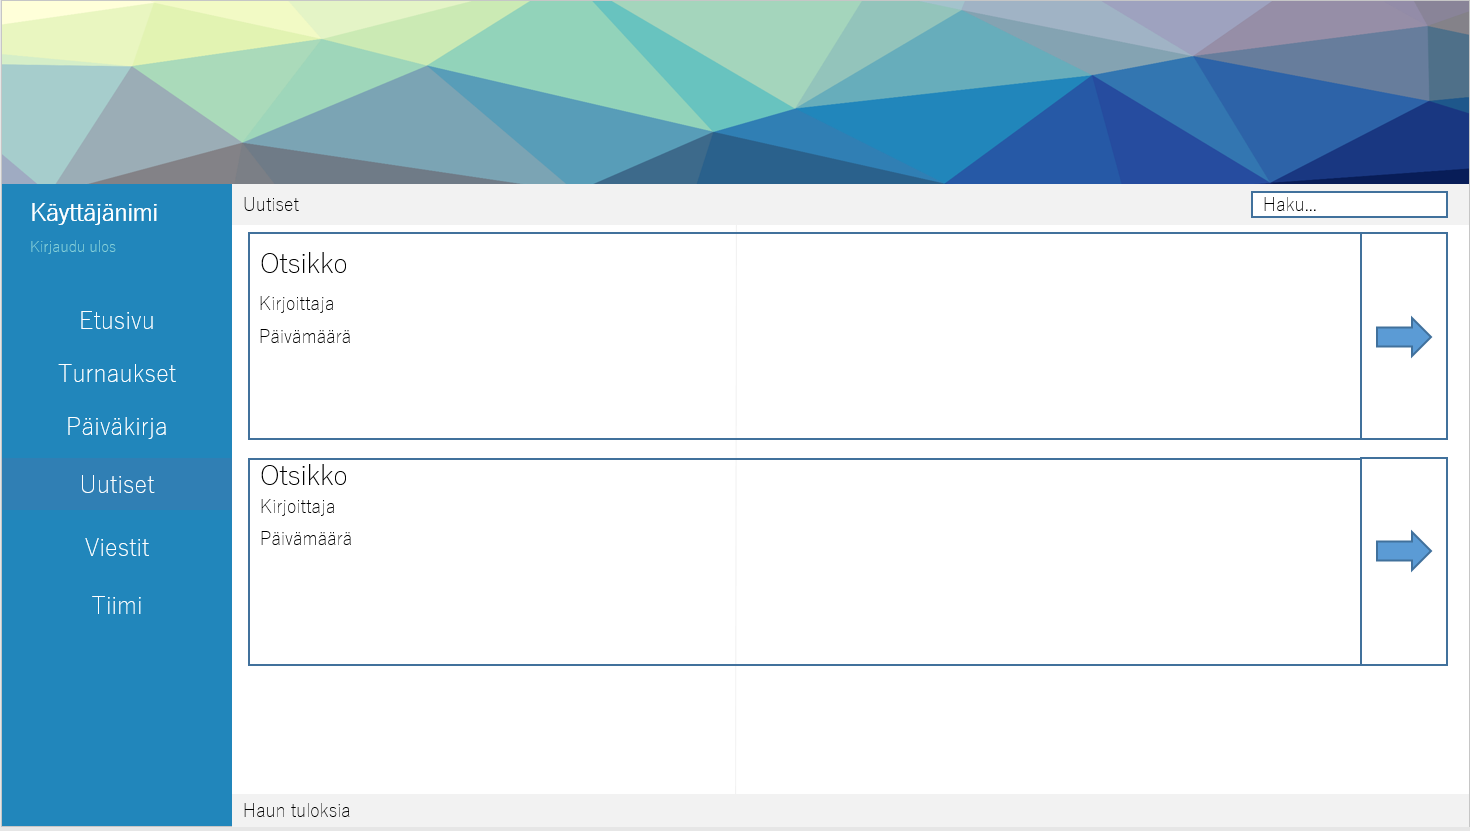 Käyttäjänimi
Kirjaudu ulos
Etusivu
Turnaukset
Päiväkirja
Uutiset
Viestit
Tiimi
Uutiset
Haku...
Otsikko
Kirjoittaja
Päivämäärä
Otsikko
Kirjoittaja
Päivämäärä
Haun tuloksia